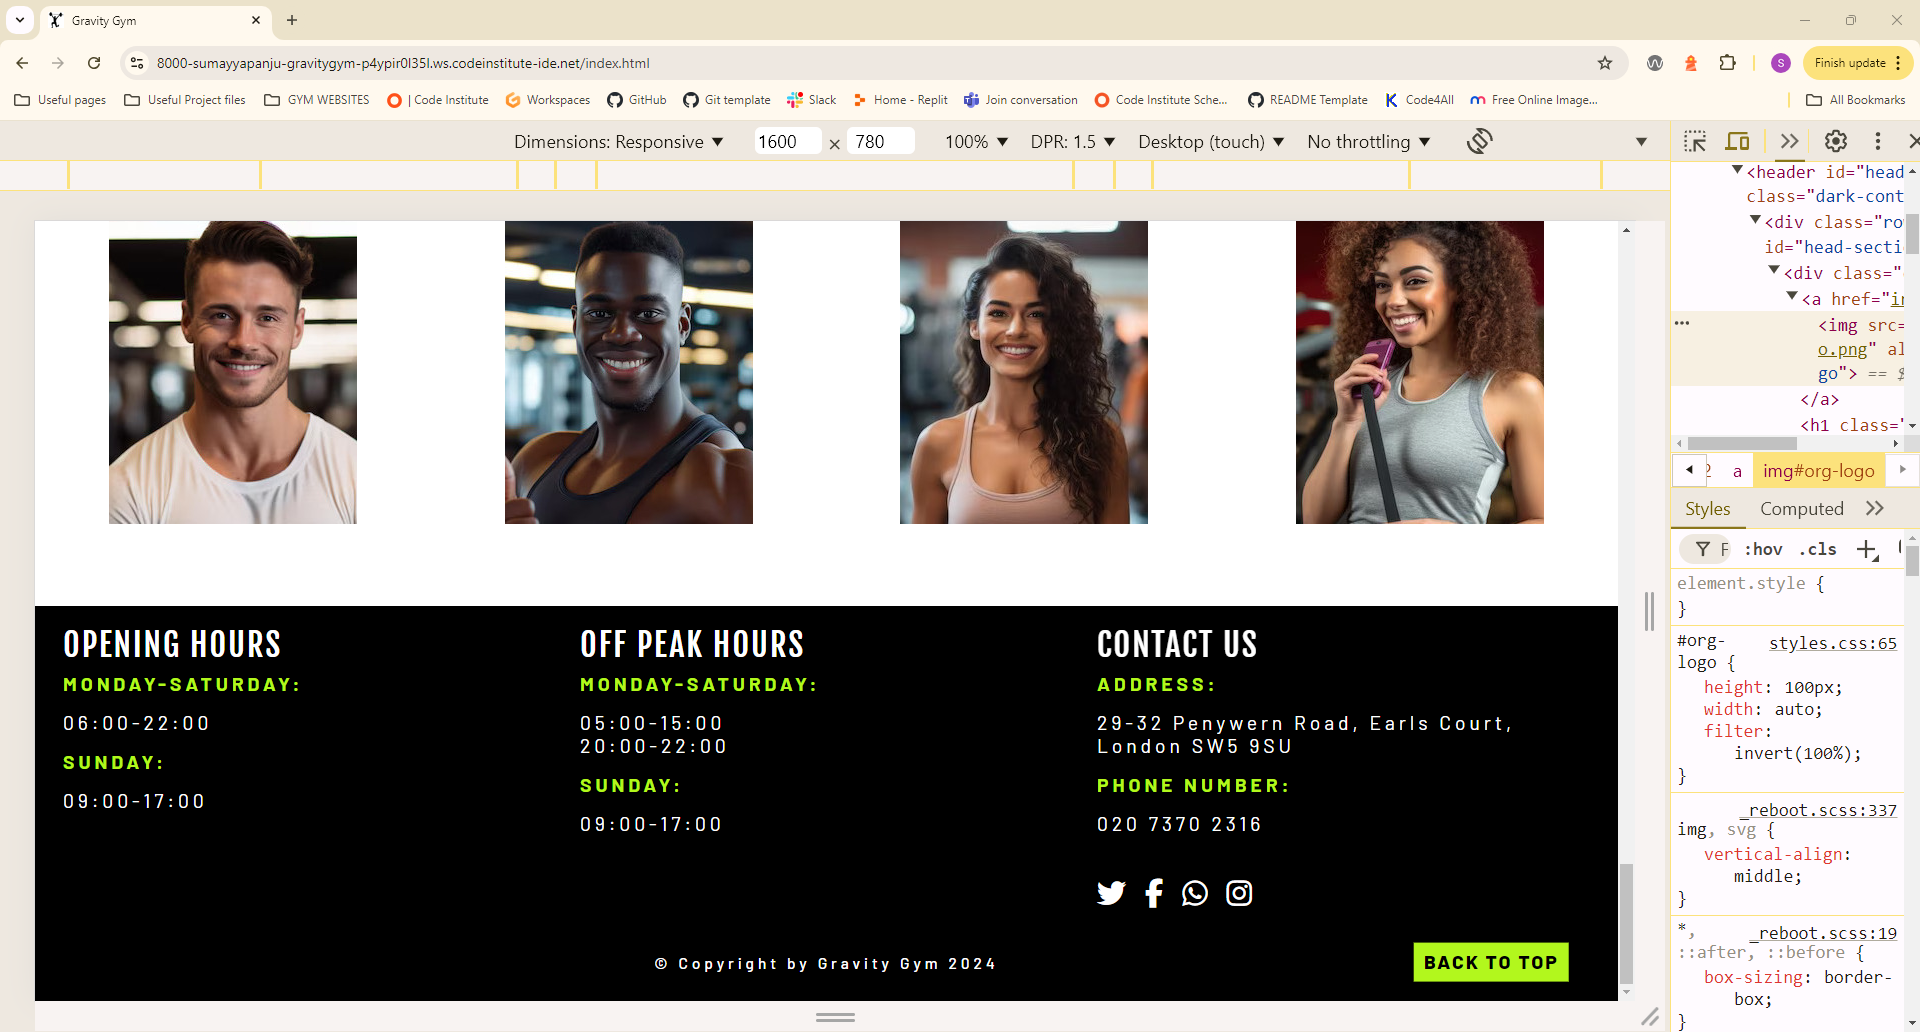 Gravity Gym
8000-sumayyapanju-gravitygym-p4ypir0l35l.ws.codeinstitute-ide.net/index.html
S
Finish update
Useful pages
Useful Project files
GYM WEBSITES
| Code Institute
Workspaces
GitHub
Git template
Slack
Home - Replit
Join conversation
Code Institute Sche...
README Template
Code4All
Free Online Image...
All Bookmarks
Dimensions: Responsive
1600 × 780
100%
DPR: 1.5
Desktop (touch)
No throttling
OPENING HOURS
MONDAY-SATURDAY:
06:00-22:00
SUNDAY:
09:00-17:00
OFF PEAK HOURS
MONDAY-SATURDAY:
05:00-15:00
20:00-22:00
SUNDAY:
09:00-17:00
CONTACT US
ADDRESS:
29-32 Penywern Road, Earls Court,
London SW5 9SU
PHONE NUMBER:
020 7370 2316
© Copyright by Gravity Gym 2024
BACK TO TOP
<header id="head
class="dark-cont
<div class="ro
id="head-secti
<div class="
<a href="i
<img src=
o.png" al
go"> == $
</a>
<h1 class="
a img#org-logo
Styles Computed
F :hov .cls
element.style {
}
#org- styles.css:65
logo {
height: 100px;
width: auto;
filter:
invert(100%);
}
_reboot.scss:337
img, svg {
vertical-align:
middle;
}
*, _reboot.scss:19
::after, ::before {
box-sizing: border-
box;
}